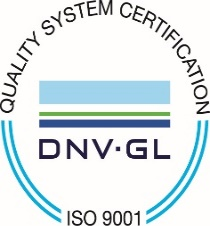 QUALITY SYSTEM CERTIFICATION
DNV·GL
ISO 9001